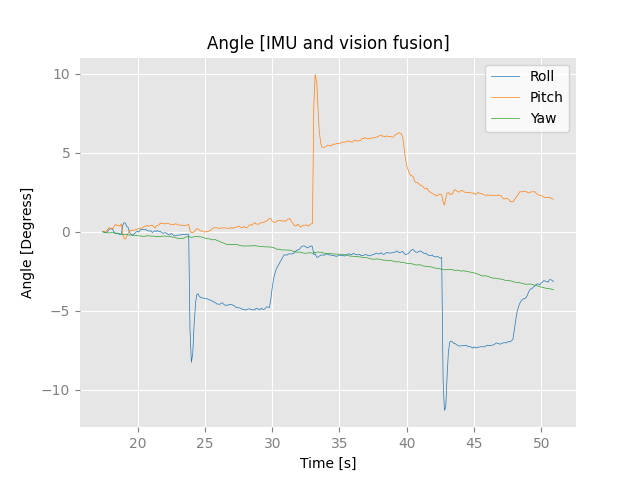 Angle [IMU and vision fusion]
Roll
Pitch
Yaw
10
5
0
−5
−10
Angle [Degress]
20 25 30 35 40 45 50
Time [s]